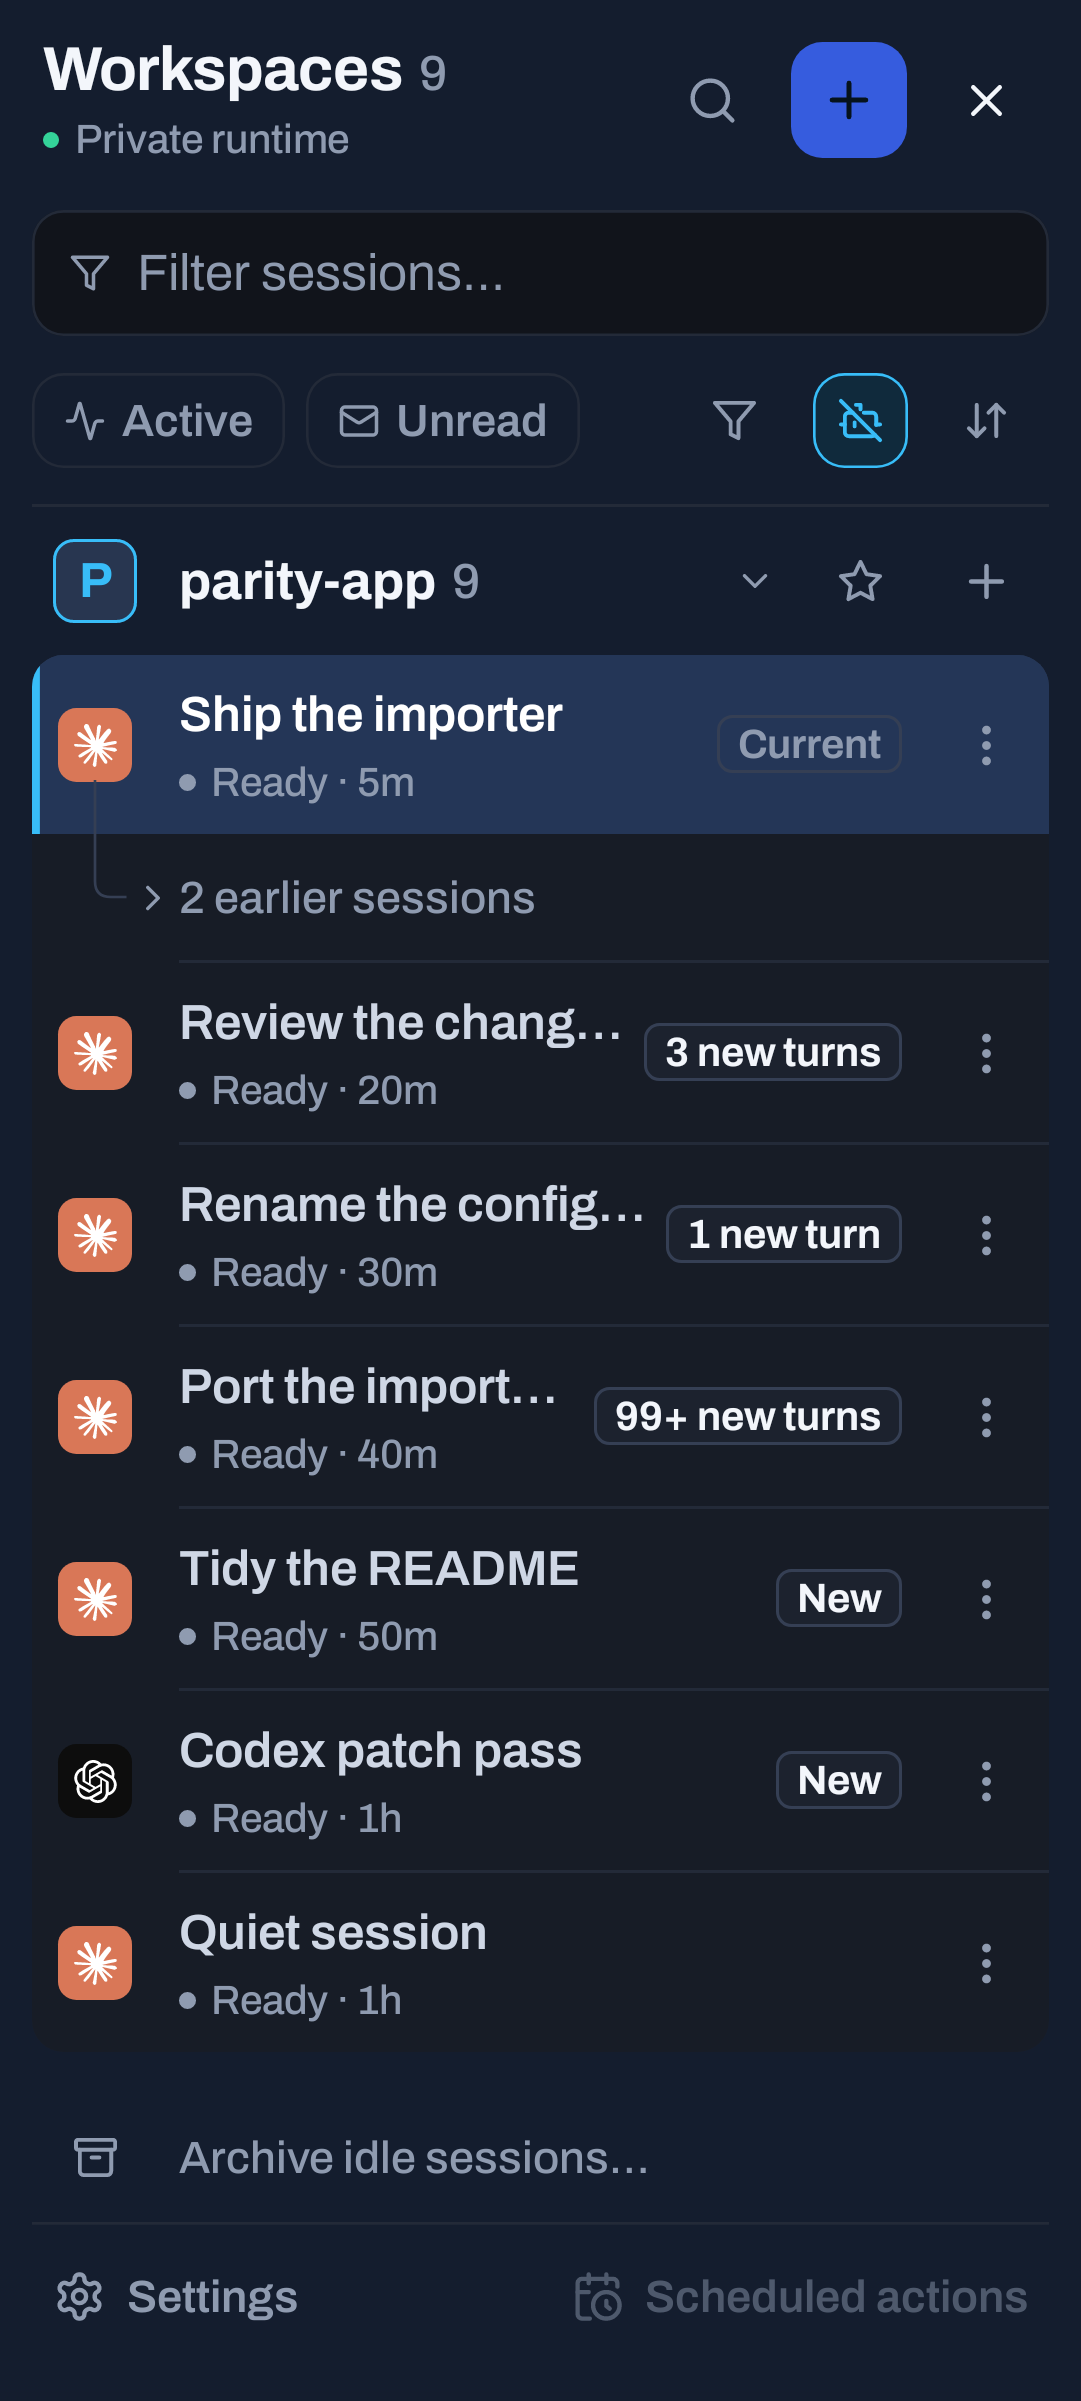 Workspaces 9
Private runtime
Filter sessions...
Active
Unread
P
parity-app 9
Ship the importer
Current
Ready · 5m
2 earlier sessions
Review the chang...
3 new turns
Ready · 20m
Rename the config...
1 new turn
Ready · 30m
Port the import...
99+ new turns
Ready · 40m
Tidy the README
New
Ready · 50m
Codex patch pass
New
Ready · 1h
Quiet session
Ready · 1h
Archive idle sessions...
Settings
Scheduled actions